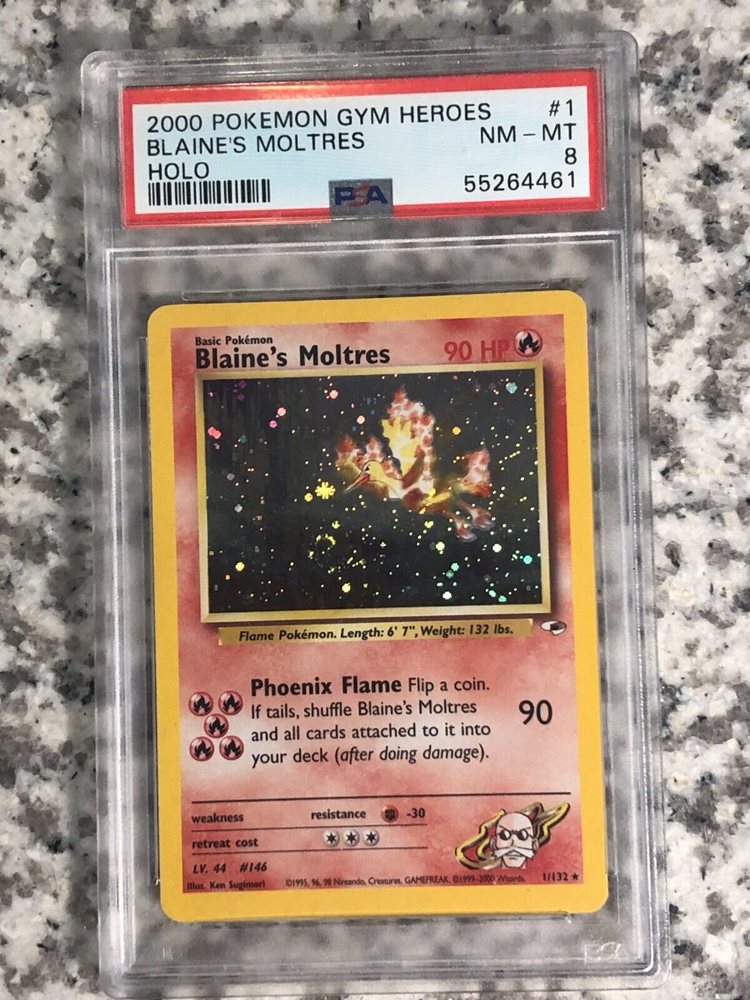 2000 POKEMON GYM HEROES #1
BLAINE'S MOLTRES NM - MT
HOLO 8
PSA 55264461
Basic Pokémon
Blaine's Moltres 90 HP
Flame Pokémon. Length: 6' 7", Weight: 132 lbs.
Phoenix Flame Flip a coin.
If tails, shuffle Blaine's Moltres
and all cards attached to it into
your deck (after doing damage).
90
weakness resistance -30
retreat cost
LV. 44 #146
Illus. Ken Sugimori ©1995, 96, 98 Nintendo, Creatures, GAMEFREAK. ©1999-2000 Wizards. 1/132 ★